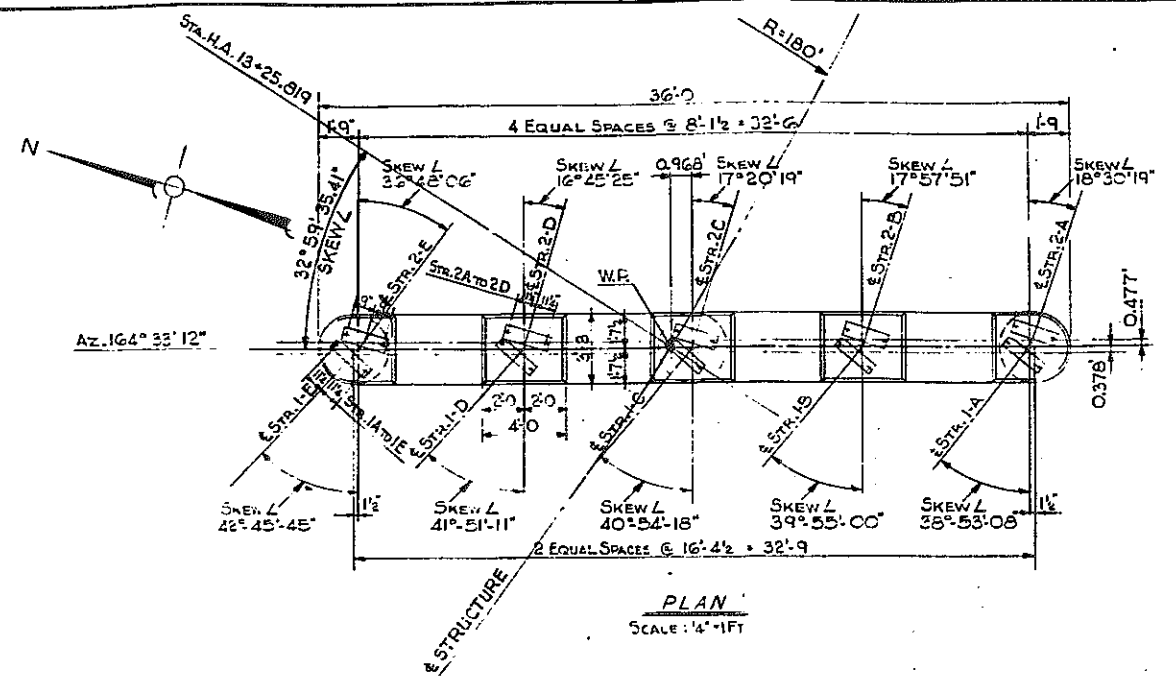 STA. H.A. 13+25.819
R=180'
36'-0
1'-9"
4 EQUAL SPACES @ 8'-1½ = 32'-6
1'-9
N
32°59'-35.41"
SKEW ∠
SKEW ∠
SKEW ∠
16°45'25"
0.968'
SKEW ∠
17°20'19"
SKEW ∠
17°57'51"
SKEW ∠
18°30'19"
℄ STR. 2-E
℄ STR. 2-D
℄ STR. 2C
℄ STR. 2-B
℄ STR. 2-A
STR. 2A TO 2D
W.P.
0.477'
AZ. 164° 33' 12"
3'-8
1'-7½
0.378'
2'-0
2'-0
4'-0
STR. 1A TO 1E
℄ STR. 1-E
℄ STR. 1-D
℄ STR. 1-C
℄ STR. 1-B
℄ STR. 1-A
1½"
SKEW ∠
42°-45'-45"
SKEW ∠
41°-51'-11"
SKEW ∠
40°-54'-18"
SKEW ∠
39°-55'-00"
SKEW ∠
38°-53'-08
1½"
2 EQUAL SPACES @ 16'-4½ = 32'-9
℄ STRUCTURE
PLAN
SCALE: ¼"=1FT